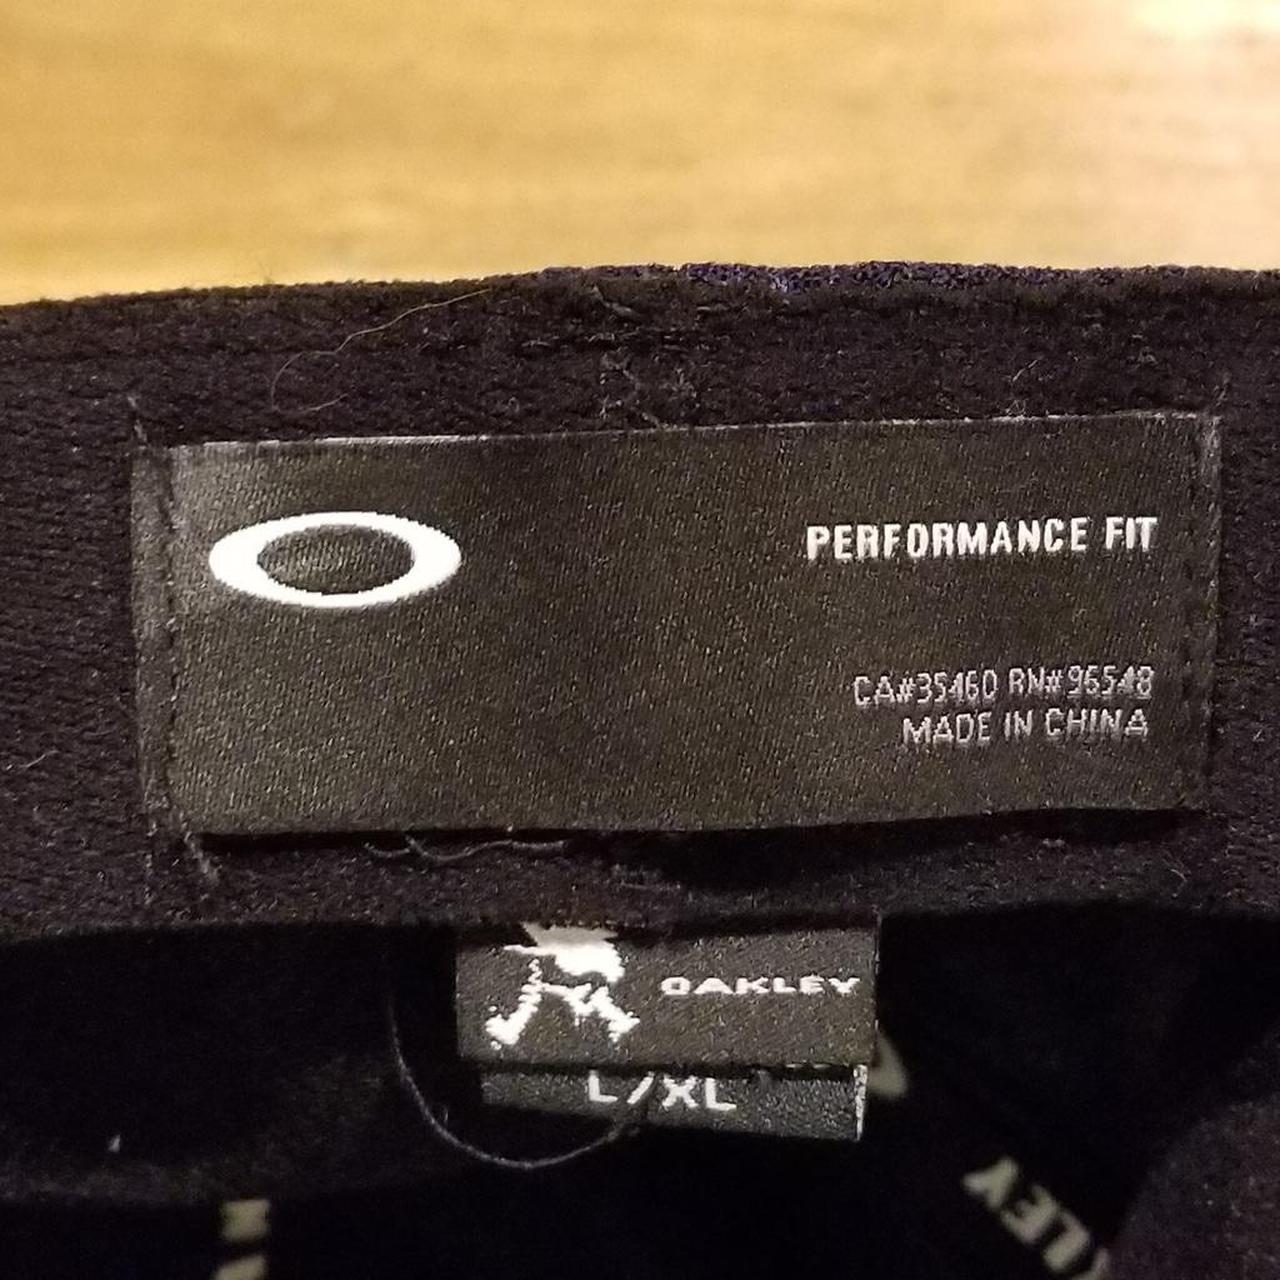 PERFORMANCE FIT
CA#35460 RN#96548
MADE IN CHINA
OAKLEY
L/XL